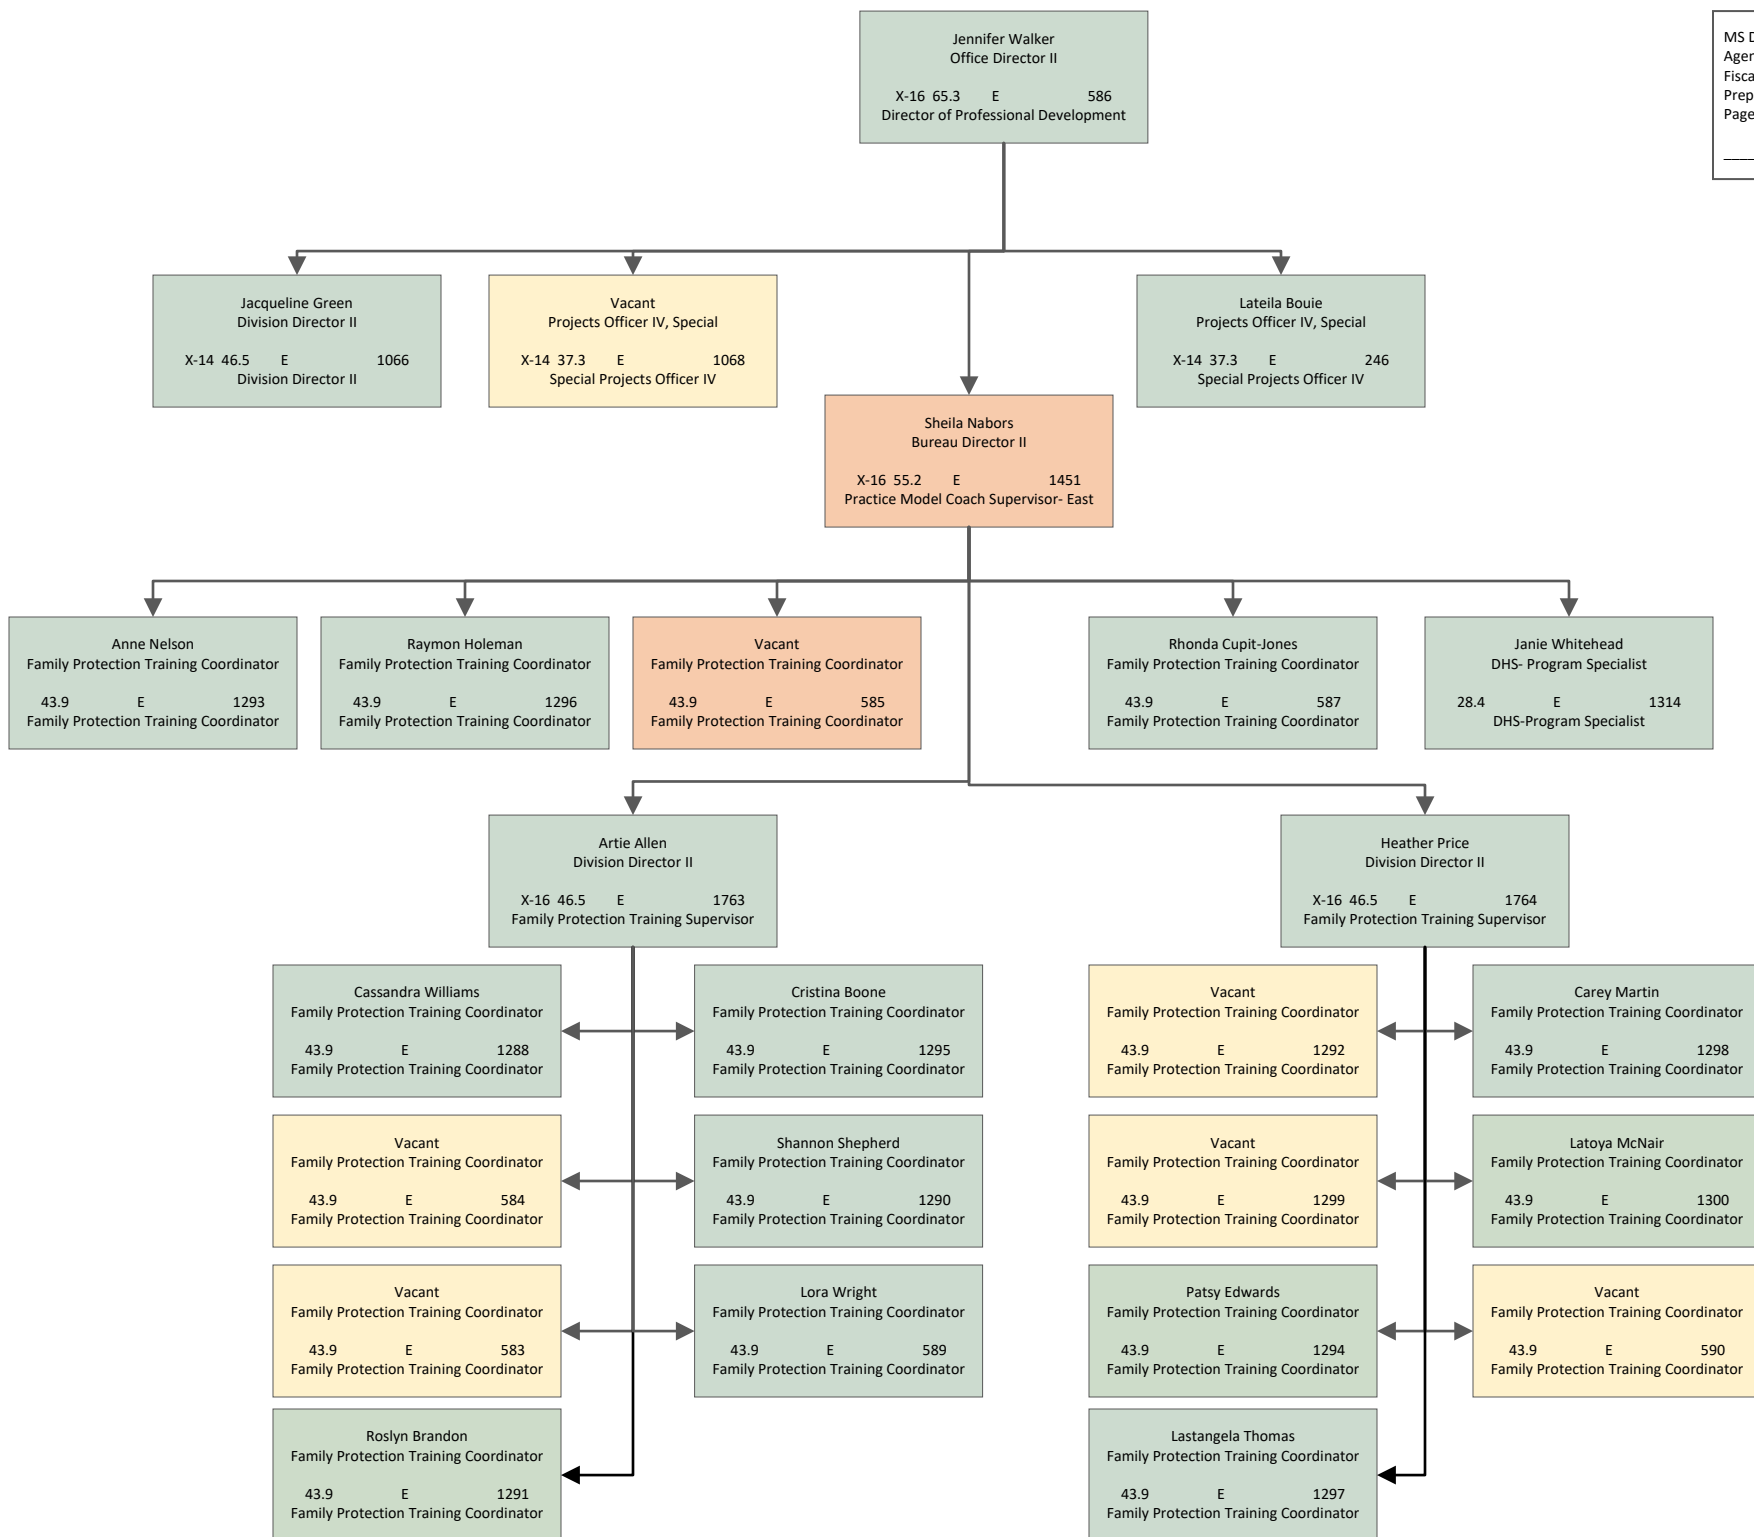 Jennifer Walker
Office Director II
X-16 65.3 E 586
Director of Professional Development
MS
Page
Jacqueline Green
Division Director II
X-14 46.5 E 1066
Division Director II
Vacant
Projects Officer IV, Special
X-14 37.3 E 1068
Special Projects Officer IV
Lateila Bouie
Projects Officer IV, Special
X-14 37.3 E 246
Special Projects Officer IV
Sheila Nabors
Bureau Director II
X-16 55.2 E 1451
Practice Model Coach Supervisor- East
Anne Nelson
Family Protection Training Coordinator
43.9 E 1293
Family Protection Training Coordinator
Raymon Holeman
Family Protection Training Coordinator
43.9 E 1296
Family Protection Training Coordinator
Vacant
Family Protection Training Coordinator
43.9 E 585
Family Protection Training Coordinator
Rhonda Cupit-Jones
Family Protection Training Coordinator
43.9 E 587
Family Protection Training Coordinator
Janie Whitehead
DHS- Program Specialist
28.4 E 1314
DHS-Program Specialist
Artie Allen
Division Director II
X-16 46.5 E 1763
Family Protection Training Supervisor
Heather Price
Division Director II
X-16 46.5 E 1764
Family Protection Training Supervisor
Cassandra Williams
Family Protection Training Coordinator
43.9 E 1288
Family Protection Training Coordinator
Cristina Boone
Family Protection Training Coordinator
43.9 E 1295
Family Protection Training Coordinator
Vacant
Family Protection Training Coordinator
43.9 E 1292
Family Protection Training Coordinator
Carey Martin
Family Protection Training Coordinator
43.9 E 1298
Family Protection Training Coordinator
Vacant
Family Protection Training Coordinator
43.9 E 584
Family Protection Training Coordinator
Shannon Shepherd
Family Protection Training Coordinator
43.9 E 1290
Family Protection Training Coordinator
Vacant
Family Protection Training Coordinator
43.9 E 1299
Family Protection Training Coordinator
Latoya McNair
Family Protection Training Coordinator
43.9 E 1300
Family Protection Training Coordinator
Vacant
Family Protection Training Coordinator
43.9 E 583
Family Protection Training Coordinator
Lora Wright
Family Protection Training Coordinator
43.9 E 589
Family Protection Training Coordinator
Patsy Edwards
Family Protection Training Coordinator
43.9 E 1294
Family Protection Training Coordinator
Vacant
Family Protection Training Coordinator
43.9 E 590
Family Protection Training Coordinator
Roslyn Brandon
Family Protection Training Coordinator
43.9 E 1291
Family Protection Training Coordinator
Lastangela Thomas
Family Protection Training Coordinator
43.9 E 1297
Family Protection Training Coordinator